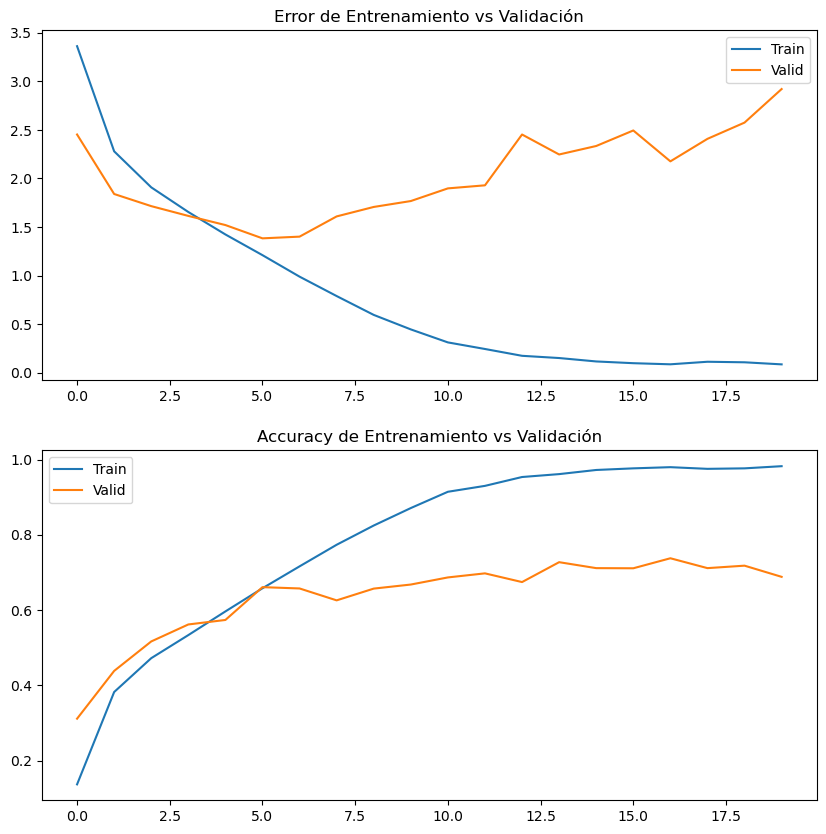 Error de Entrenamiento vs Validación
3.5
3.0
2.5
2.0
1.5
1.0
0.5
0.0
Train
Valid
0.0 2.5 5.0 7.5 10.0 12.5 15.0 17.5
Accuracy de Entrenamiento vs Validación
1.0
0.8
0.6
0.4
0.2
Train
Valid
0.0 2.5 5.0 7.5 10.0 12.5 15.0 17.5